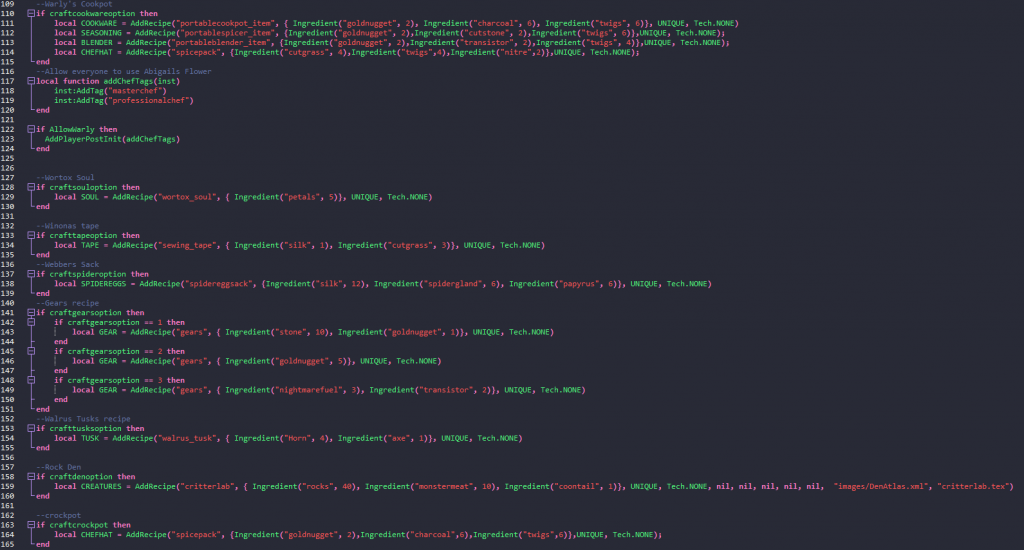 109 --Warly's Cookpot
110 if craftcookwareoption then
111 local COOKWARE = AddRecipe("portablecookpot_item", { Ingredient("goldnugget", 2), Ingredient("charcoal", 6), Ingredient("twigs", 6)}, UNIQUE, Tech.NONE)
112 local SEASONING = AddRecipe("portablespicer_item", {Ingredient("goldnugget", 2),Ingredient("cutstone", 2),Ingredient("twigs", 6)},UNIQUE, Tech.NONE);
113 local BLENDER = AddRecipe("portableblender_item", {Ingredient("goldnugget", 2),Ingredient("transistor", 2),Ingredient("twigs", 4)},UNIQUE, Tech.NONE);
114 local CHEFHAT = AddRecipe("spicepack", {Ingredient("cutgrass", 4),Ingredient("twigs",4),Ingredient("nitre",2)},UNIQUE, Tech.NONE);
115 end
116 --Allow everyone to use Abigails Flower
117 local function addChefTags(inst)
118 inst:AddTag("masterchef")
119 inst:AddTag("professionalchef")
120 end
121
122 if AllowWarly then
123 AddPlayerPostInit(addChefTags)
124 end
125
126
127 --Wortox Soul
128 if craftsouloption then
129 local SOUL = AddRecipe("wortox_soul", { Ingredient("petals", 5)}, UNIQUE, Tech.NONE)
130 end
131
132 --Winonas tape
133 if crafttapeoption then
134 local TAPE = AddRecipe("sewing_tape", { Ingredient("silk", 1), Ingredient("cutgrass", 3)}, UNIQUE, Tech.NONE)
135 end
136 --Webbers Sack
137 if craftspideroption then
138 local SPIDEREGGS = AddRecipe("spidereggsack", {Ingredient("silk", 12), Ingredient("spidergland", 6), Ingredient("papyrus", 6)}, UNIQUE, Tech.NONE)
139 end
140 --Gears recipe
141 if craftgearsoption then
142 if craftgearsoption == 1 then
143 local GEAR = AddRecipe("gears", { Ingredient("stone", 10), Ingredient("goldnugget", 1)}, UNIQUE, Tech.NONE)
144 end
145 if craftgearsoption == 2 then
146 local GEAR = AddRecipe("gears", { Ingredient("goldnugget", 5)}, UNIQUE, Tech.NONE)
147 end
148 if craftgearsoption == 3 then
149 local GEAR = AddRecipe("gears", { Ingredient("nightmarefuel", 3), Ingredient("transistor", 2)}, UNIQUE, Tech.NONE)
150 end
151 end
152 --Walrus Tusks recipe
153 if crafttusksoption then
154 local TUSK = AddRecipe("walrus_tusk", { Ingredient("Horn", 4), Ingredient("axe", 1)}, UNIQUE, Tech.NONE)
155 end
156
157 --Rock Den
158 if craftdenoption then
159 local CREATURES = AddRecipe("critterlab", { Ingredient("rocks", 40), Ingredient("monstermeat", 10), Ingredient("coontail", 1)}, UNIQUE, Tech.NONE, nil, nil, nil, nil, nil, "images/DenAtlas.xml", "critterlab.tex")
160 end
161
162 --crockpot
163 if craftcrockpot then
164 local CHEFHAT = AddRecipe("spicepack", {Ingredient("goldnugget", 2),Ingredient("charcoal",6),Ingredient("twigs",6)},UNIQUE, Tech.NONE);
165 end